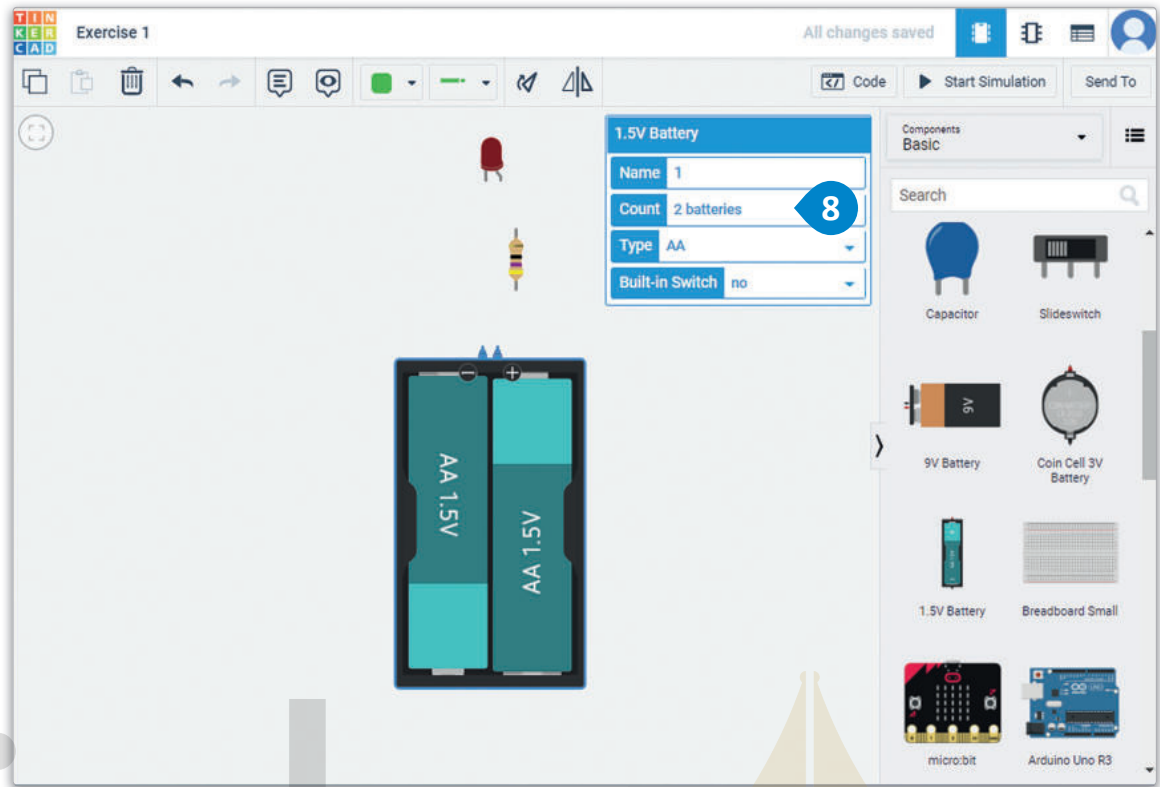 TIN
KER
CAD
Exercise 1
All changes saved
Code
Start Simulation
Send To
1.5V Battery
Name 1
Count 2 batteries
8
Type AA
Built-in Switch no
Components
Basic
Search
Capacitor
Slideswitch
9V
9V Battery
Coin Cell 3V
Battery
1.5V Battery
Breadboard Small
micro:bit
Arduino Uno R3
AA 1.5V
AA 1.5V